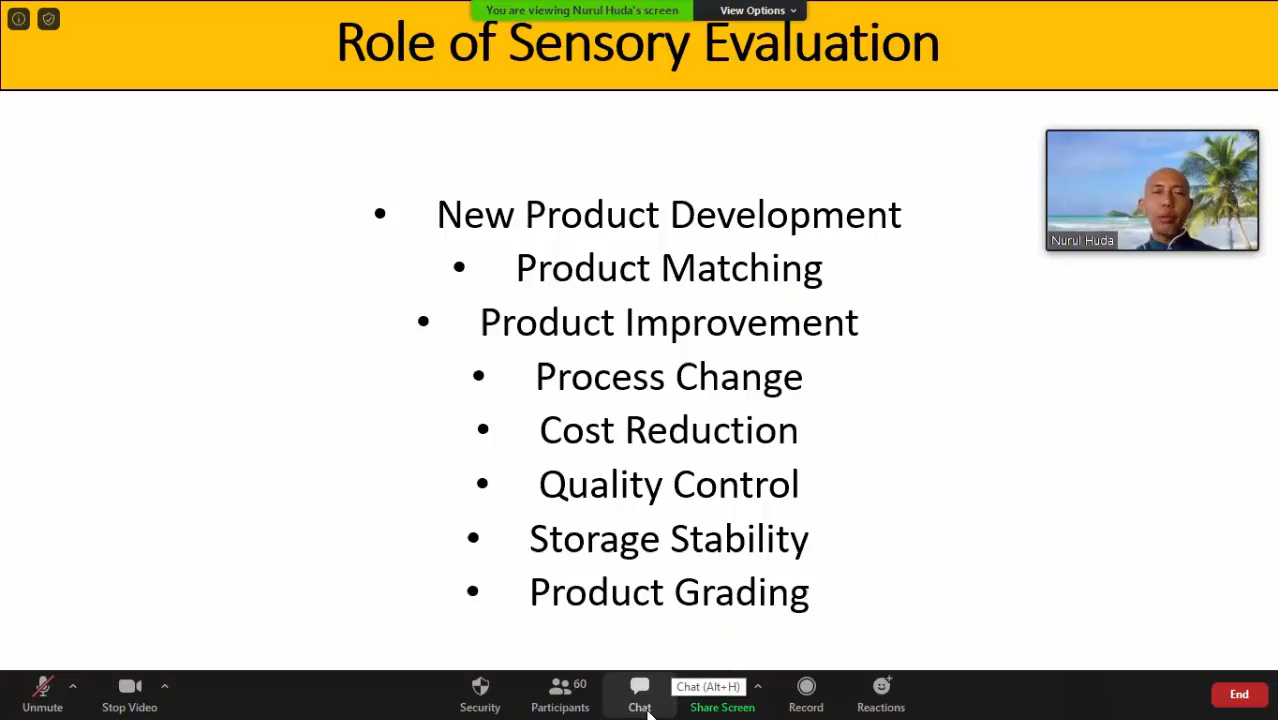 You are viewing Nurul Huda's screen
View Options
Role of Sensory Evaluation
• New Product Development
• Product Matching
• Product Improvement
• Process Change
• Cost Reduction
• Quality Control
• Storage Stability
• Product Grading
Nurul Huda
Unmute
Stop Video
Security
Participants
60
Chat
Chat (Alt+H)
Share Screen
Record
Reactions
End